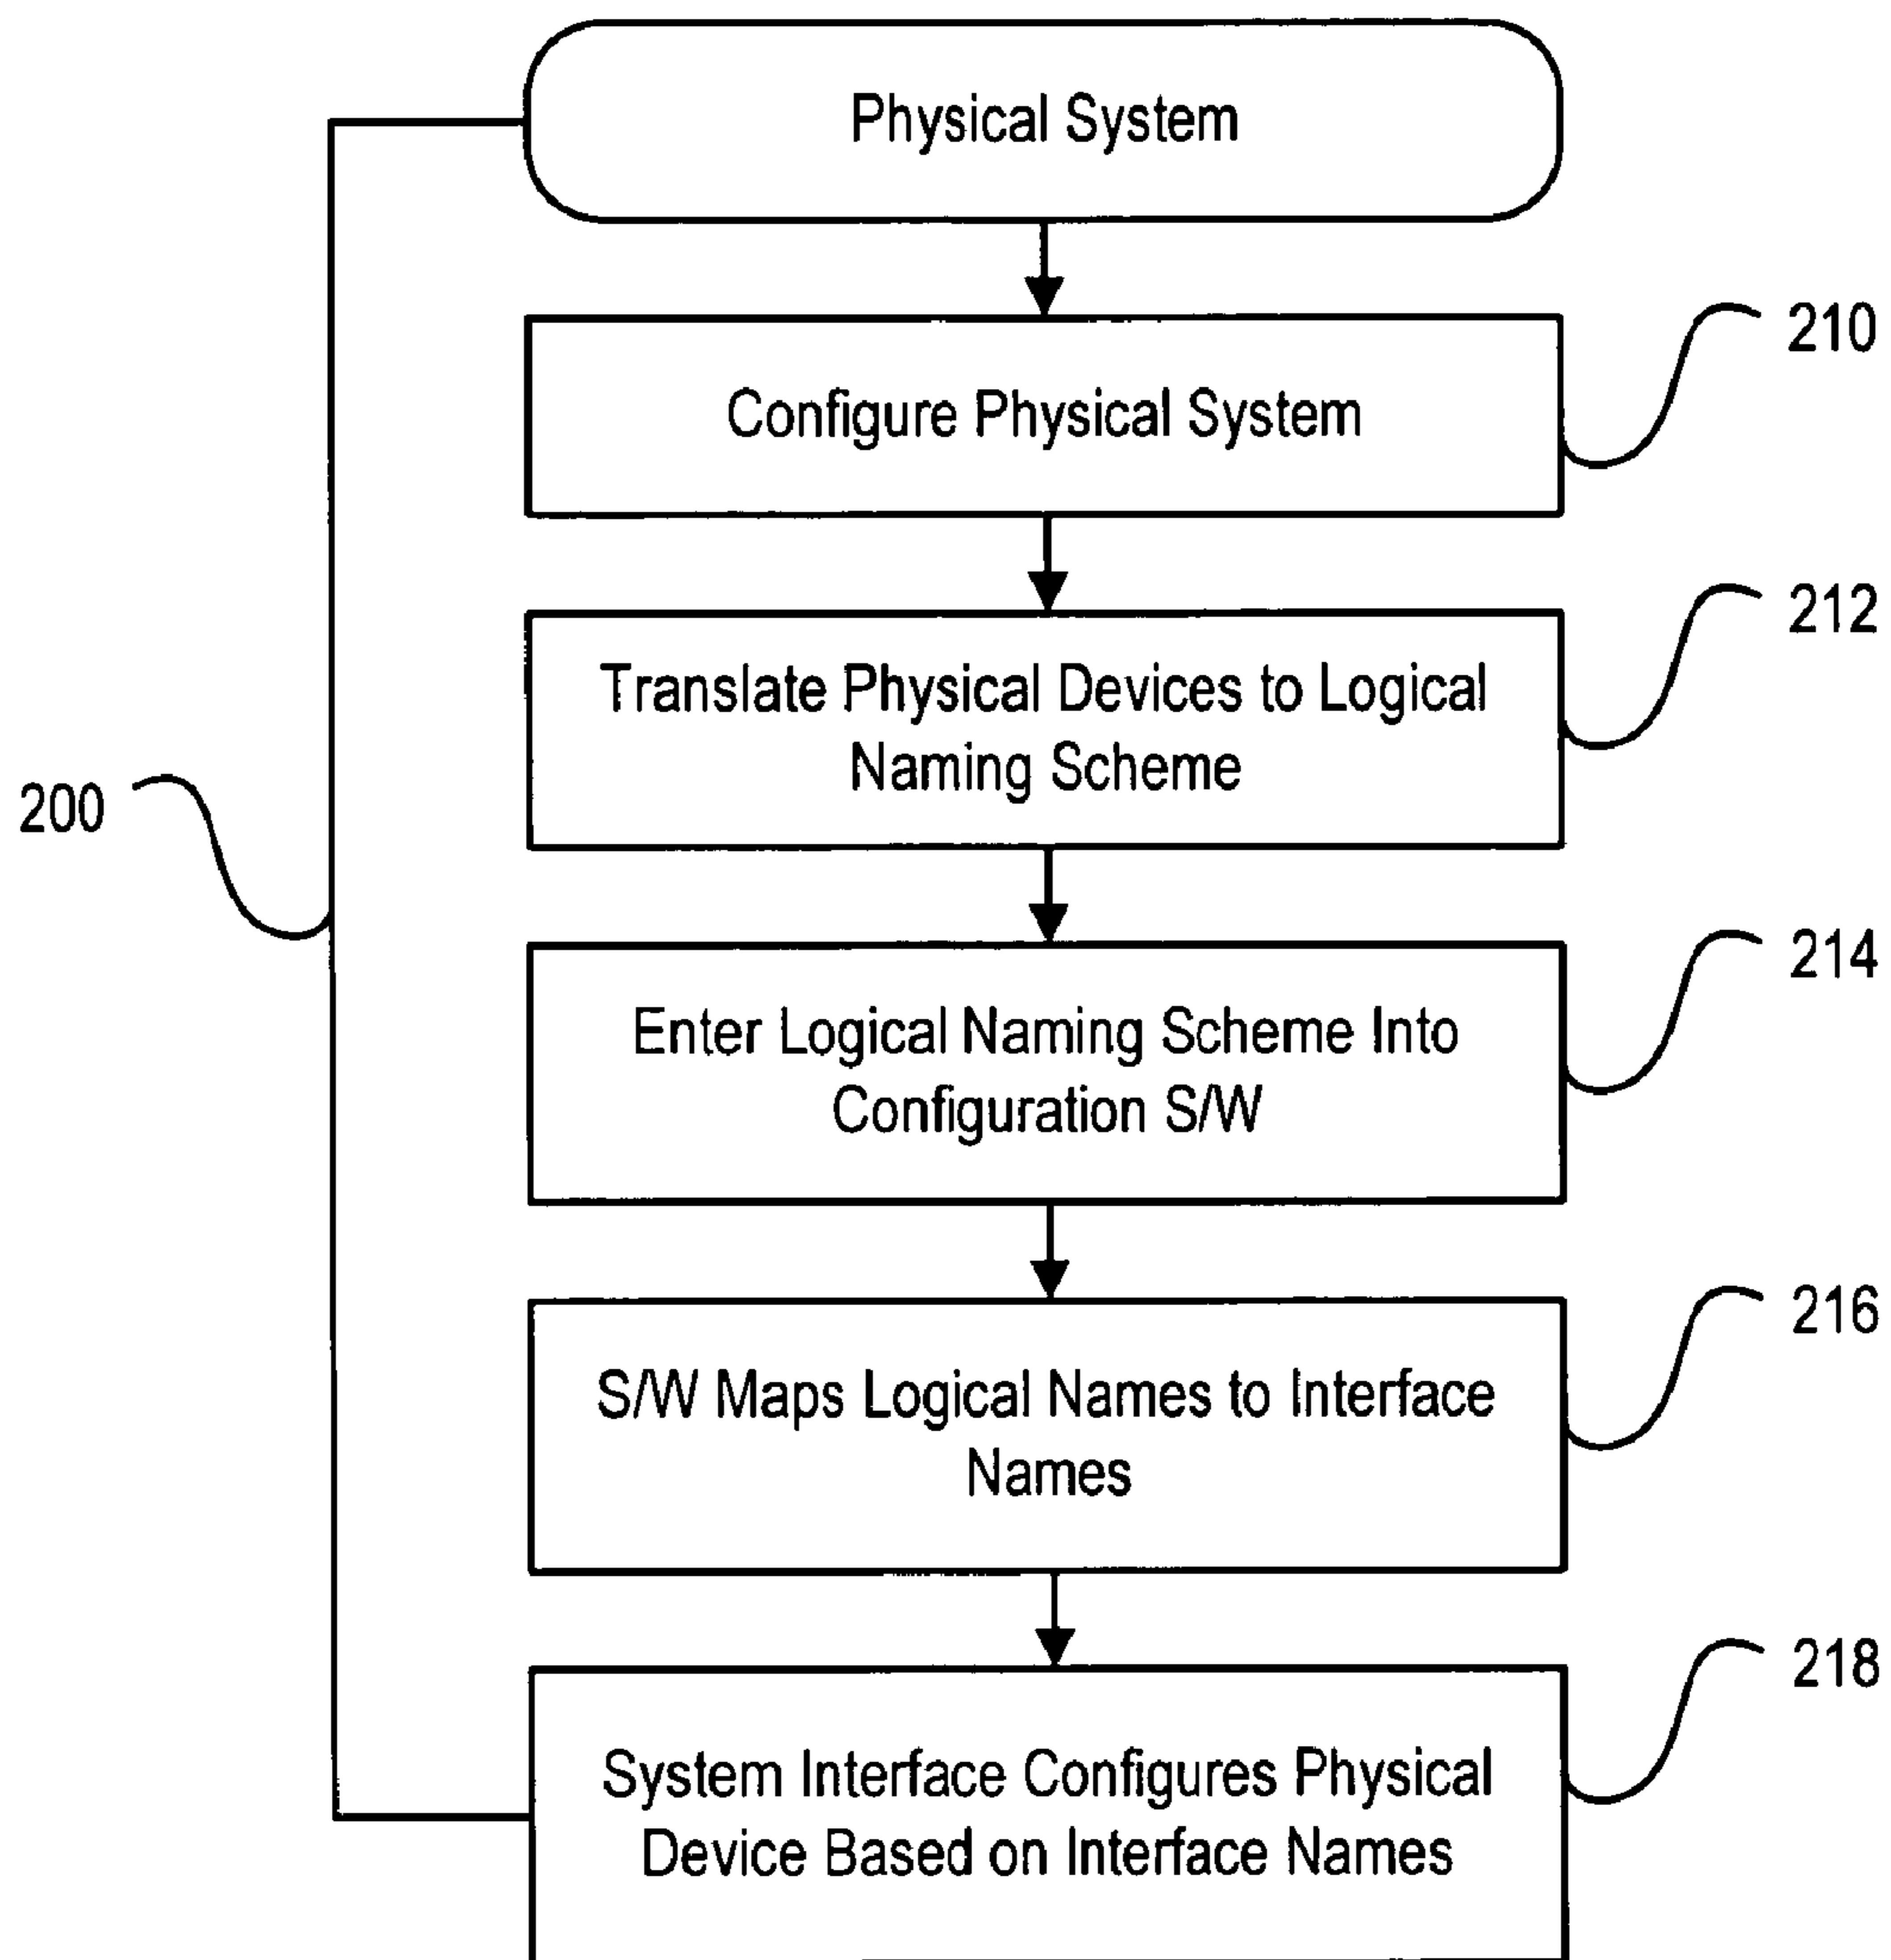 Physical System
Configure Physical System
210
Translate Physical Devices to Logical
Naming Scheme
212
200
Enter Logical Naming Scheme Into
Configuration S/W
214
S/W Maps Logical Names to Interface
Names
216
System Interface Configures Physical
Device Based on Interface Names
218